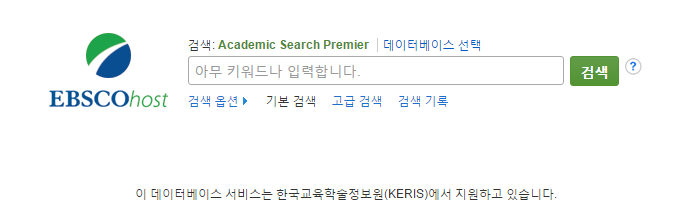 검색: Academic Search Premier 데이터베이스 선택
아무 키워드나 입력합니다.
검색
?
EBSCOhost
검색 옵션 기본 검색 고급 검색 검색 기록
이 데이터베이스 서비스는 한국교육학술정보원(KERIS)에서 지원하고 있습니다.